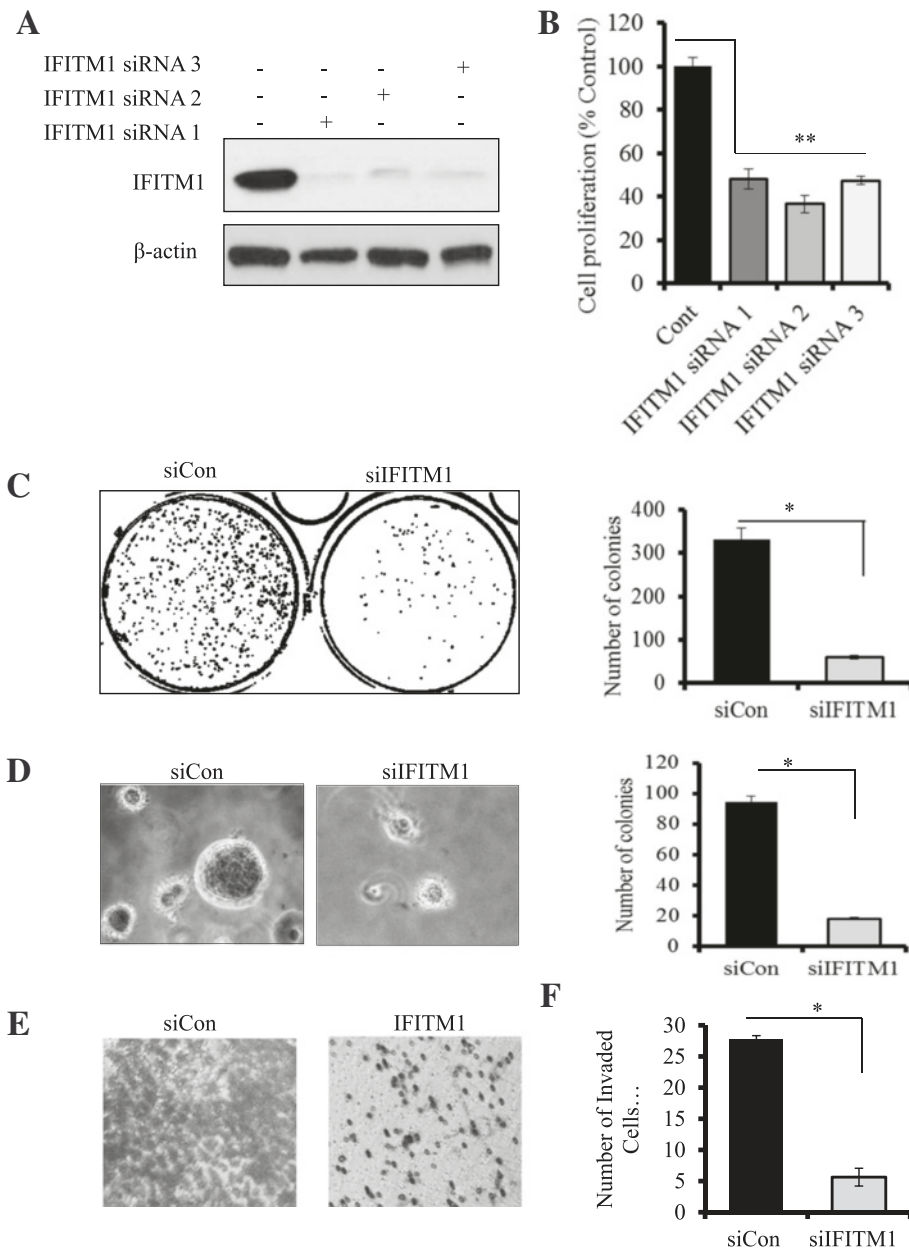 A
IFITM1 siRNA 3 - - - +
IFITM1 siRNA 2 - - + -
IFITM1 siRNA 1 - + - -
IFITM1
β-actin
B
Cell proliferation (% Control)
120
100
80
60
40
20
0
**
Cont
IFITM1 siRNA 1
IFITM1 siRNA 2
IFITM1 siRNA 3
C
siCon siIFITM1
Number of colonies
400
300
200
100
0
*
siCon siIFITM1
D
siCon siIFITM1
Number of colonies
120
100
80
60
40
20
0
*
siCon siIFITM1
E
siCon IFITM1
F
Number of Invaded
Cells…
30
25
20
15
10
5
0
*
siCon siIFITM1